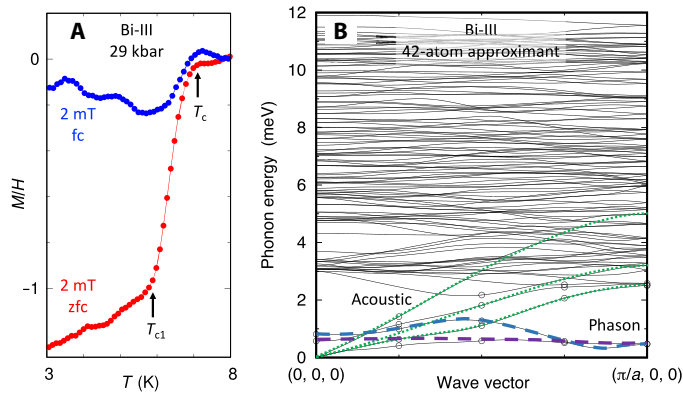 A
Bi-III
29 kbar
0
−1
M/H
2 mT
fc
2 mT
zfc
Tc
Tc1
3
8
T (K)
B
Bi-III
42-atom approximant
12
10
8
6
4
2
0
Phonon energy (meV)
Acoustic
Phason
(0, 0, 0)
Wave vector
(π/a, 0, 0)